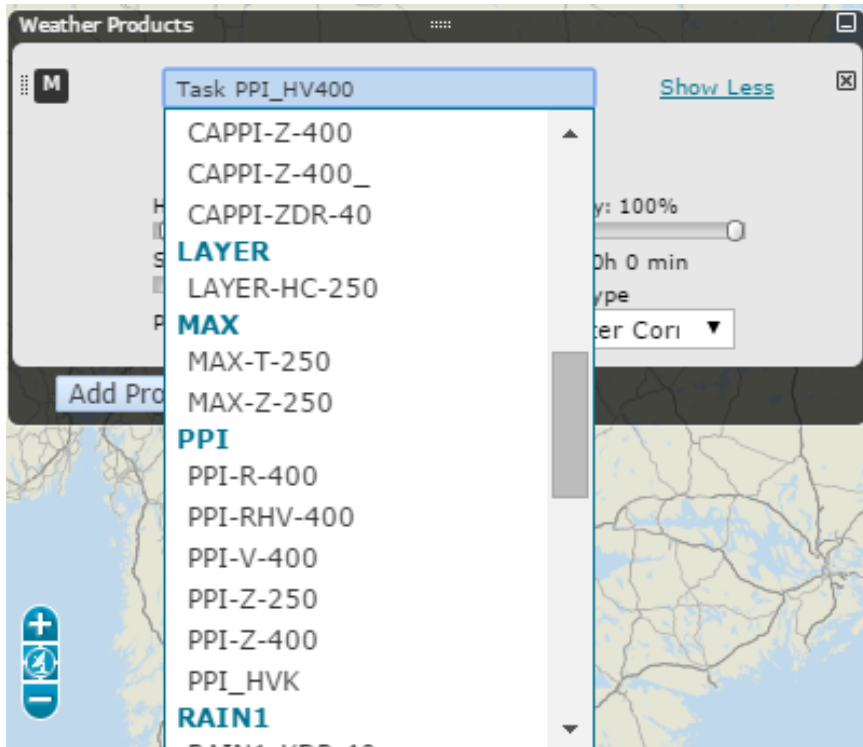 Weather Products
M
Task PPI_HV400
Show Less
CAPPI-Z-400
CAPPI-Z-400_
CAPPI-ZDR-40
y: 100%
LAYER
0h 0 min
LAYER-HC-250
ype
MAX
ter Cori
MAX-T-250
Add Pro
MAX-Z-250
PPI
PPI-R-400
PPI-RHV-400
PPI-V-400
PPI-Z-250
PPI-Z-400
PPI_HVK
RAIN1